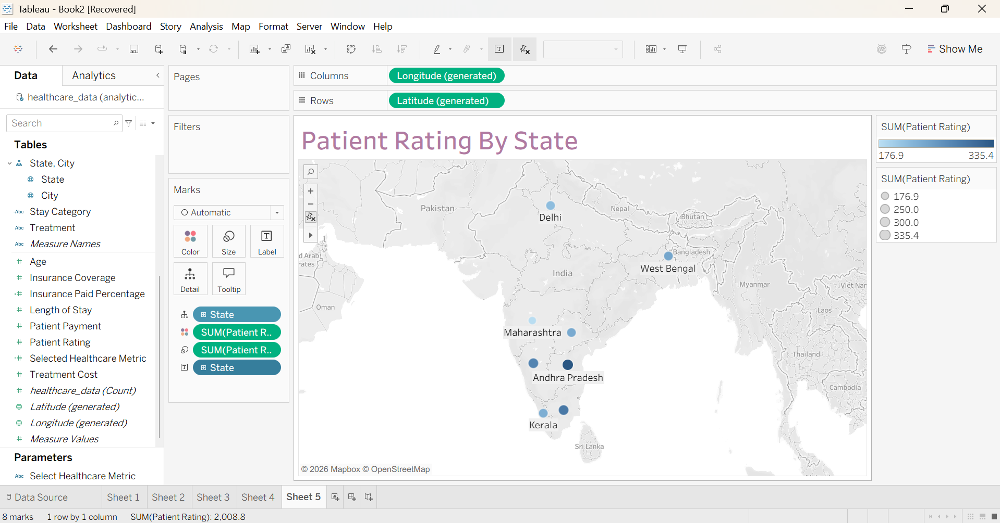 Tableau - Book2 [Recovered]
File Data Worksheet Dashboard Story Analysis Map Format Server Window Help
Show Me
Data Analytics
healthcare_data (analytic...
Search
Tables
State, City
State
City
=Abc Stay Category
Abc Treatment
Abc Measure Names
# Age
# Insurance Coverage
=# Insurance Paid Percentage
# Length of Stay
# Patient Payment
# Patient Rating
=# Selected Healthcare Metric
# Treatment Cost
# healthcare_data (Count)
Latitude (generated)
Longitude (generated)
# Measure Values
Parameters
Abc Select Healthcare Metric
Pages
Filters
Marks
Automatic
Color Size Label
Detail Tooltip
State
SUM(Patient R..
SUM(Patient R..
State
Columns Longitude (generated)
Rows Latitude (generated)
Patient Rating By State
Pakistan
Delhi
Nepal
Bhutan
Bangladesh
d Arab
rates
West Bengal
India
Myanmar
Viet Nar
Oman
Laos
Maharashtra
Thailand
Andhra Pradesh
Cambodia
Kerala
Sri Lanka
© 2026 Mapbox © OpenStreetMap
SUM(Patient Rating)
176.9 335.4
SUM(Patient Rating)
176.9
250.0
300.0
335.4
Data Source Sheet 1 Sheet 2 Sheet 3 Sheet 4 Sheet 5
8 marks 1 row by 1 column SUM(Patient Rating): 2,008.8